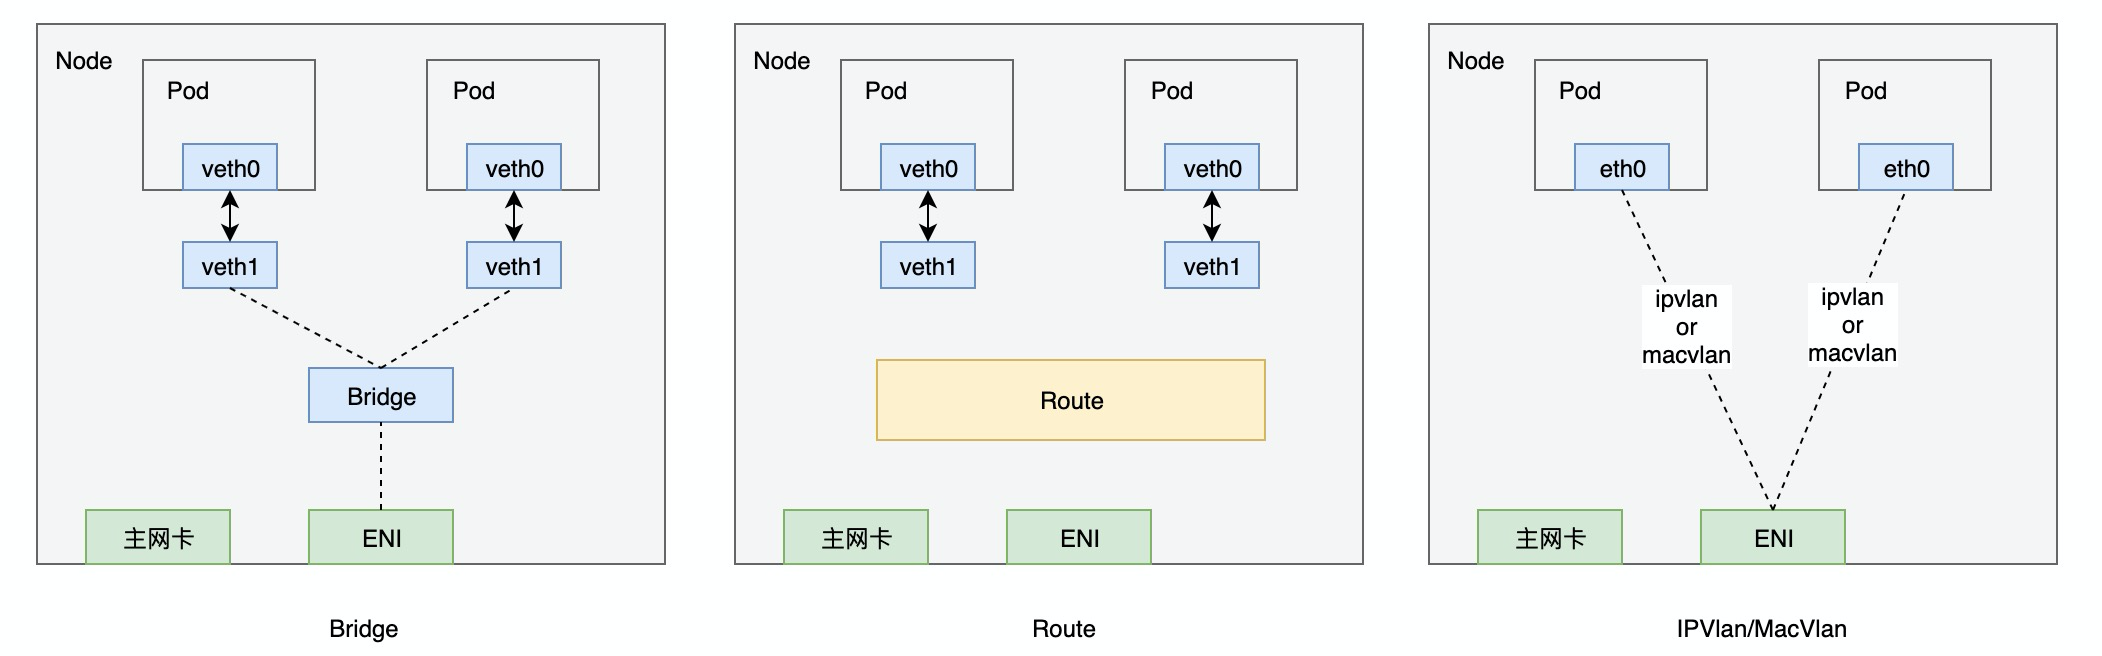 Node
Pod
Pod
veth0
veth0
veth1
veth1
Bridge
主网卡
ENI
Bridge
Node
Pod
Pod
veth0
veth0
veth1
veth1
Route
主网卡
ENI
Route
Node
Pod
Pod
eth0
eth0
ipvlan
or
macvlan
ipvlan
or
macvlan
主网卡
ENI
IPVlan/MacVlan